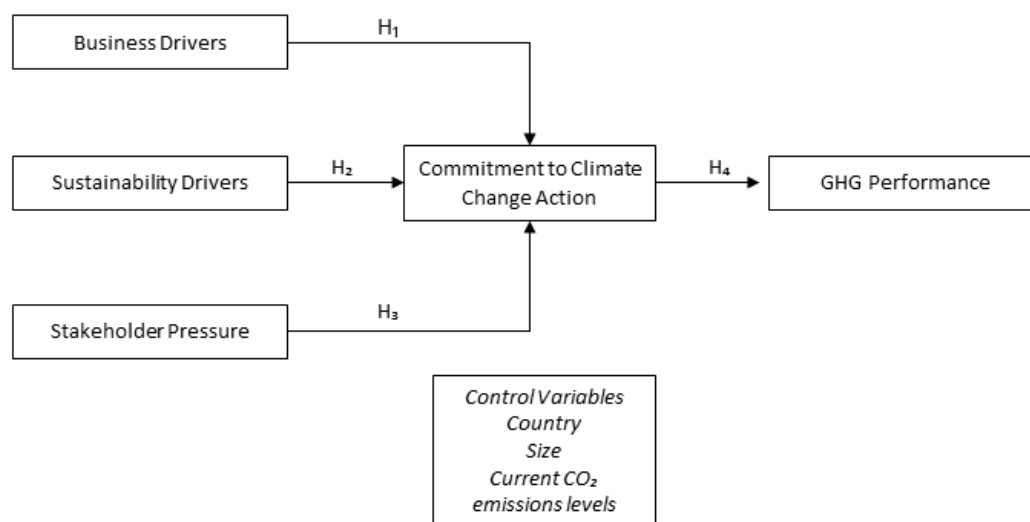 Business Drivers
H₁
Sustainability Drivers
H₂
Commitment to Climate
Change Action
H₄
GHG Performance
Stakeholder Pressure
H₃
Control Variables
Country
Size
Current CO₂
emissions levels